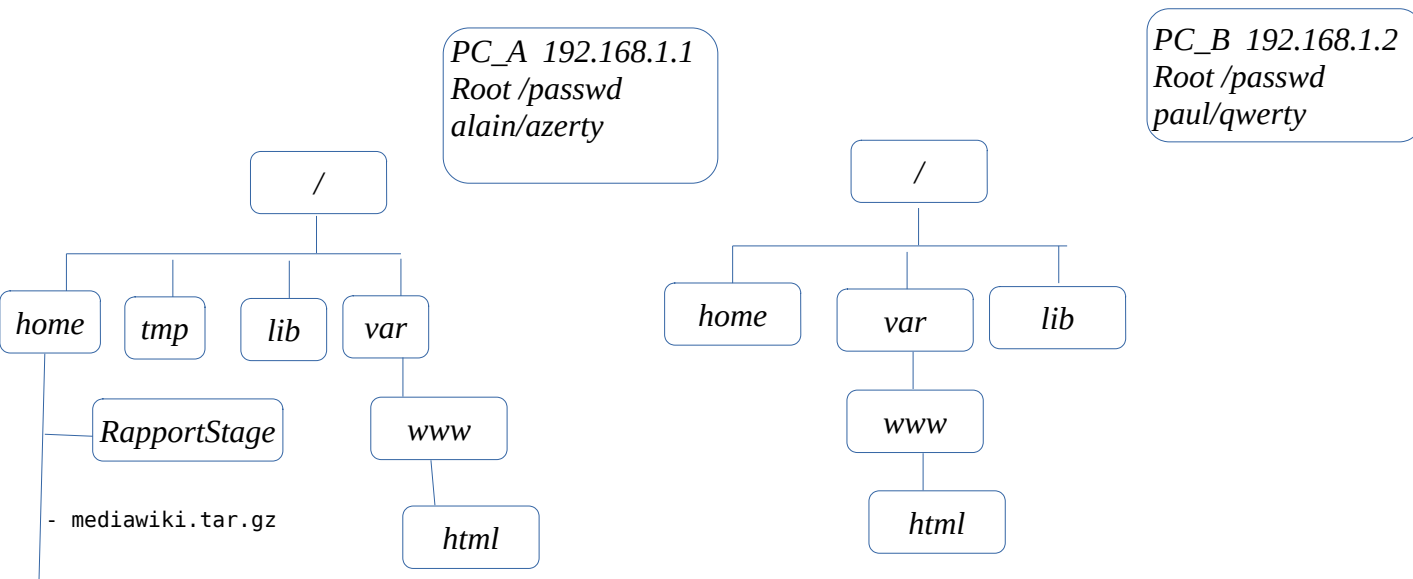 PC_A 192.168.1.1
Root /passwd
alain/azerty
PC_B 192.168.1.2
Root /passwd
paul/qwerty
/
home
tmp
lib
var
RapportStage
www
- mediawiki.tar.gz
html
/
home
var
lib
www
html